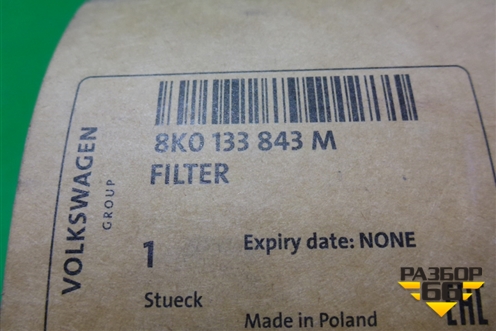 8K0 133 843 M
FILTER
VOLKSWAGEN
GROUP
1
Expiry date: NONE
Stueck
Made in Poland
РАЗБОР
66
EAC